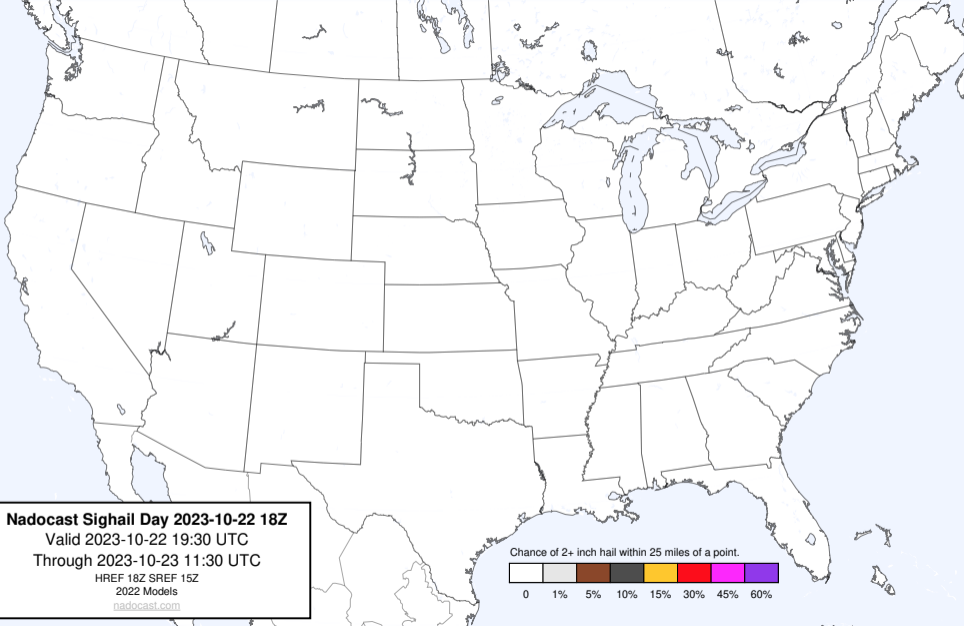 Nadocast Sighail Day 2023-10-22 18Z
Valid 2023-10-22 19:30 UTC
Through 2023-10-23 11:30 UTC
HREF 18Z SREF 15Z
2022 Models
nadocast.com
Chance of 2+ inch hail within 25 miles of a point.
0 1% 5% 10% 15% 30% 45% 60%